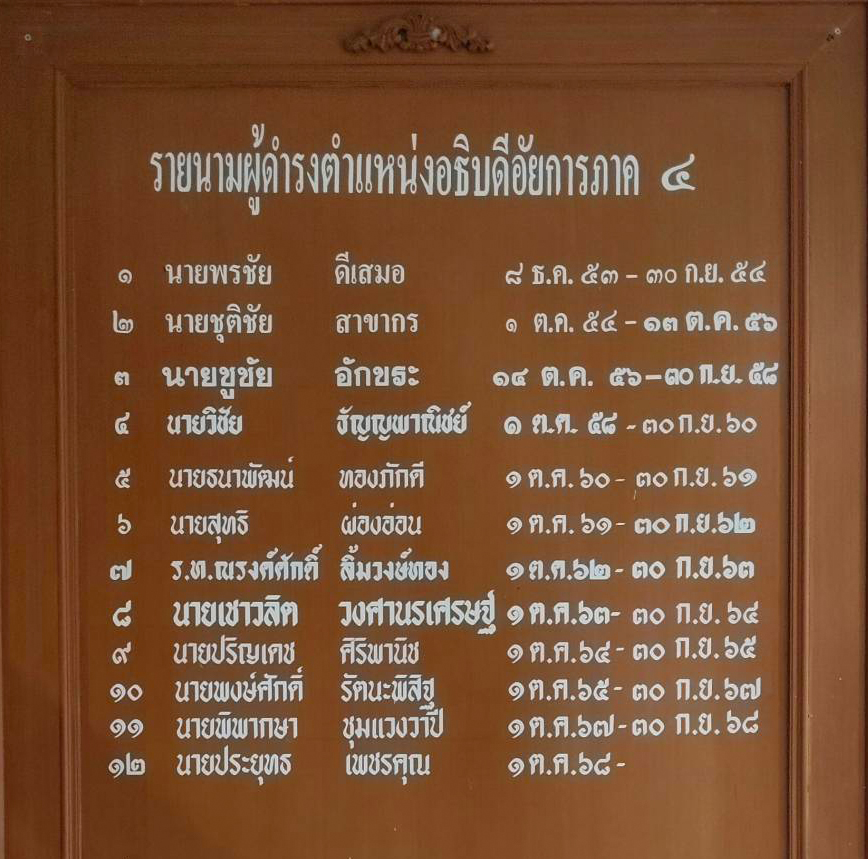 รายนามผู้ดำรงตำแหน่งอธิบดีอัยการภาค ๔
๑ นายพรชัย ดีเสมอ ๘ ธ.ค. ๕๓ - ๓๐ ก.ย. ๕๔
๒ นายชุติชัย สาขากร ๑ ต.ค. ๕๔ - ๑๓ ต.ค. ๕๖
๓ นายชูชัย อักขระ ๑๔ ต.ค. ๕๖ - ๓๐ ก.ย. ๕๘
๔ นายวิชัย ธัญญพาณิชย์ ๑ ต.ค. ๕๘ - ๓๐ ก.ย. ๖๐
๕ นายธนาพัฒน์ ทองภักดี ๑ ต.ค. ๖๐ - ๓๐ ก.ย. ๖๑
๖ นายสุทธิ ผ่องอ่อน ๑ ต.ค. ๖๑ - ๓๐ ก.ย. ๖๒
๗ ร.ท.ณรงค์ศักดิ์ ลิ้มวงษ์ทอง ๑ ต.ค. ๖๒ - ๓๐ ก.ย. ๖๓
๘ นายเชาวลิต วงศานรเศรษฐ์ ๑ ต.ค. ๖๓ - ๓๐ ก.ย. ๖๔
๙ นายปริญเดช ศิริพานิช ๑ ต.ค. ๖๔ - ๓๐ ก.ย. ๖๕
๑๐ นายพงษ์ศักดิ์ รัตนะพิสิฐ ๑ ต.ค. ๖๕ - ๓๐ ก.ย. ๖๗
๑๑ นายพิพากษา ชุมแวงวาปี ๑ ต.ค. ๖๗ - ๓๐ ก.ย. ๖๘
๑๒ นายประยุทธ เพชรคุณ ๑ ต.ค. ๖๘ -